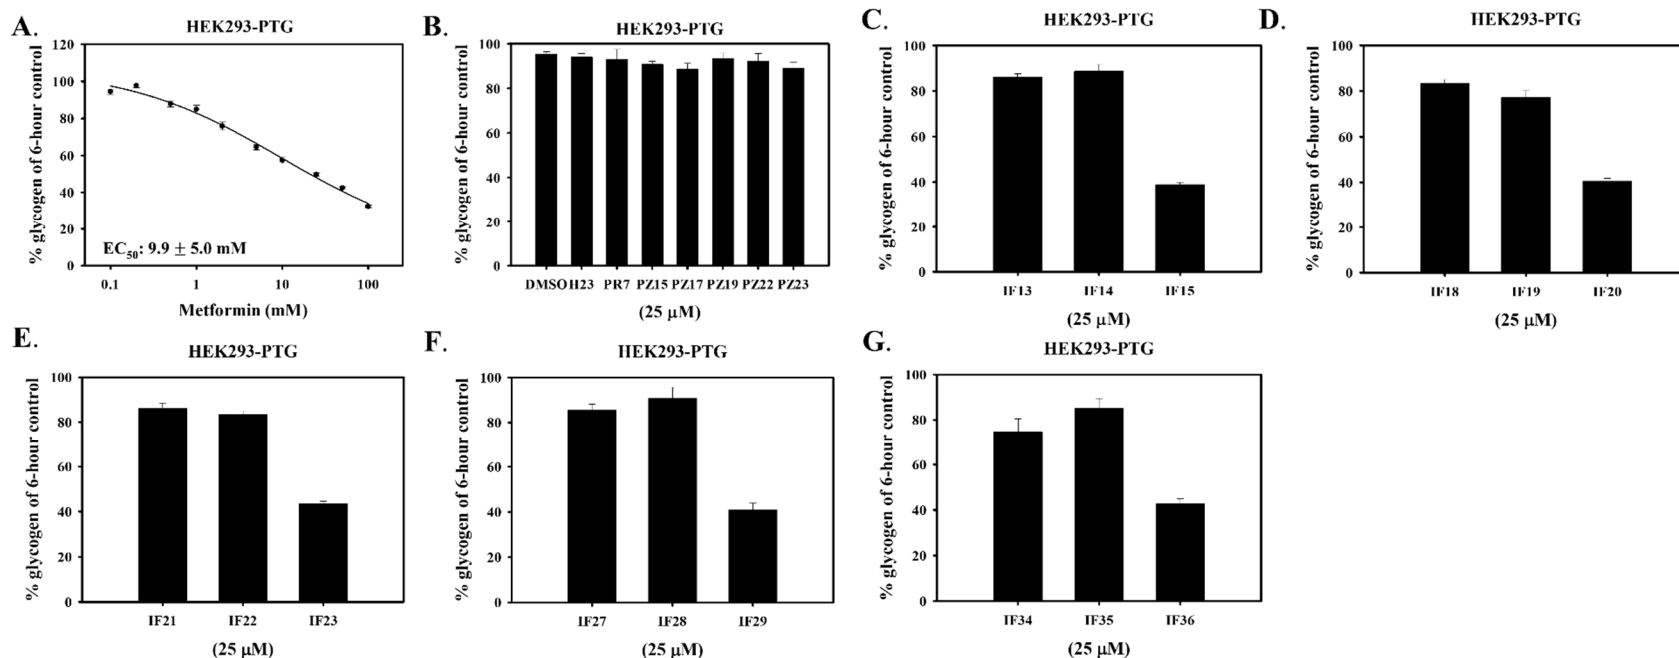 A.
HEK293-PTG
% glycogen of 6-hour control
120
100
80
60
40
20
0
EC50: 9.9 ± 5.0 mM
0.1 1 10 100
Metformin (mM)
B.
HEK293-PTG
% glycogen of 6-hour control
100
80
60
40
20
0
DMSO H23 PR7 PZ15 PZ17 PZ19 PZ22 PZ23
(25 μM)
C.
HEK293-PTG
% glycogen of 6-hour control
100
80
60
40
20
0
IF13 IF14 IF15
(25 μM)
D.
HEK293-PTG
% glycogen of 6-hour control
100
80
60
40
20
0
IF18 IF19 IF20
(25 μM)
E.
HEK293-PTG
% glycogen of 6-hour control
100
80
60
40
20
0
IF21 IF22 IF23
(25 μM)
F.
HEK293-PTG
% glycogen of 6-hour control
100
80
60
40
20
0
IF27 IF28 IF29
(25 μM)
G.
HEK293-PTG
% glycogen of 6-hour control
100
80
60
40
20
0
IF34 IF35 IF36
(25 μM)